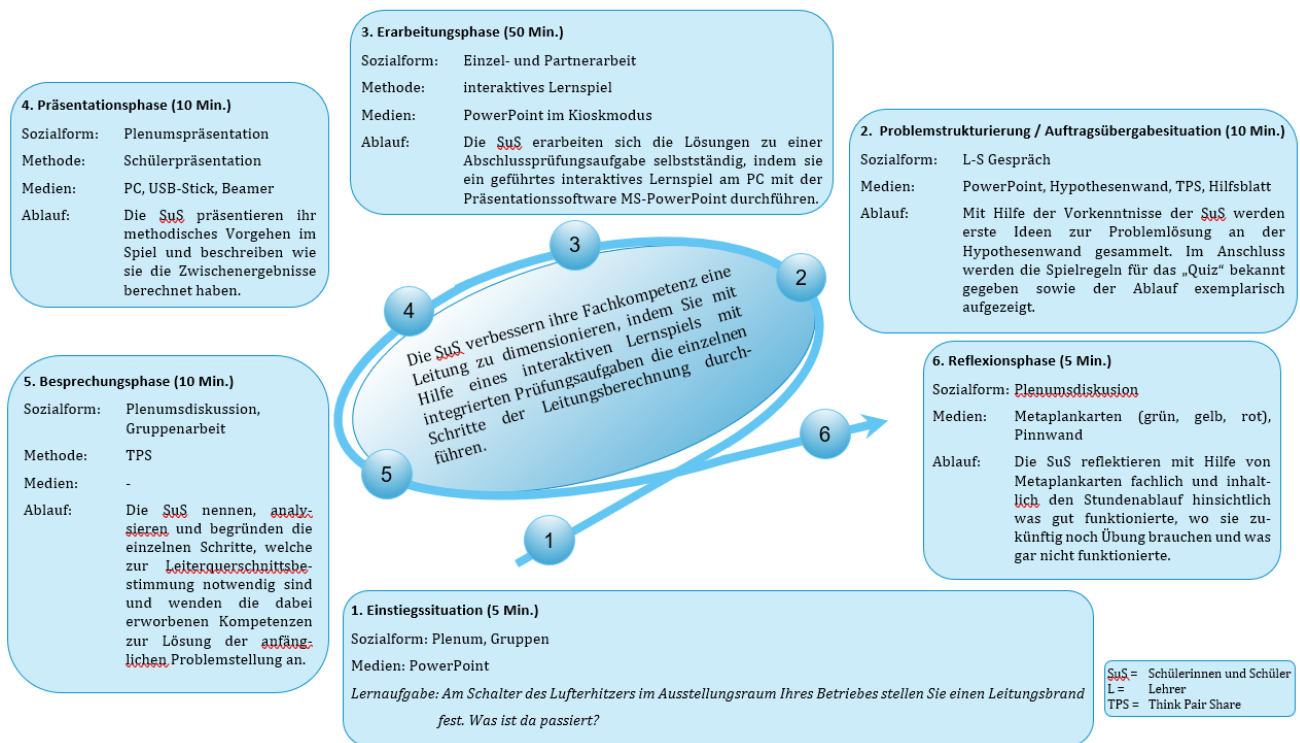 3. Erarbeitungsphase (50 Min.)
Sozialform: Einzel- und Partnerarbeit
Methode: interaktives Lernspiel
Medien: PowerPoint im Kioskmodus
Ablauf: Die SuS erarbeiten sich die Lösungen zu einer
Abschlussprüfungsaufgabe selbstständig, indem sie
ein geführtes interaktives Lernspiel am PC mit der
Präsentationssoftware MS-PowerPoint durchführen.
4. Präsentationsphase (10 Min.)
Sozialform: Plenumspräsentation
Methode: Schülerpräsentation
Medien: PC, USB-Stick, Beamer
Ablauf: Die SuS präsentieren ihr
methodisches Vorgehen im
Spiel und beschreiben wie
sie die Zwischenergebnisse
berechnet haben.
2. Problemstrukturierung / Auftragsübergabesituation (10 Min.)
Sozialform: L-S Gespräch
Medien: PowerPoint, Hypothesenwand, TPS, Hilfsblatt
Ablauf: Mit Hilfe der Vorkenntnisse der SuS werden
erste Ideen zur Problemlösung an der
Hypothesenwand gesammelt. Im Anschluss
werden die Spielregeln für das „Quiz“ bekannt
gegeben sowie der Ablauf exemplarisch
aufgezeigt.
3
2
4
5
6
1
Die SuS verbessern ihre Fachkompetenz eine
Leitung zu dimensionieren, indem Sie mit
Hilfe eines interaktiven Lernspiels mit
integrierten Prüfungsaufgaben die einzelnen
Schritte der Leitungsberechnung durch-
führen.
5. Besprechungsphase (10 Min.)
Sozialform: Plenumsdiskussion,
Gruppenarbeit
Methode: TPS
Medien: -
Ablauf: Die SuS nennen, analy-
sieren und begründen die
einzelnen Schritte, welche
zur Leiterquerschnittsbe-
stimmung notwendig sind
und wenden die dabei
erworbenen Kompetenzen
zur Lösung der anfäng-
lichen Problemstellung an.
6. Reflexionsphase (5 Min.)
Sozialform: Plenumsdiskusion
Medien: Metaplankarten (grün, gelb, rot),
Pinnwand
Ablauf: Die SuS reflektieren mit Hilfe von
Metaplankarten fachlich und inhalt-
lich den Stundenablauf hinsichtlich
was gut funktionierte, wo sie zu-
künftig noch Übung brauchen und was
gar nicht funktionierte.
1. Einstiegssituation (5 Min.)
Sozialform: Plenum, Gruppen
Medien: PowerPoint
Lernaufgabe: Am Schalter des Lufterhitzers im Ausstellungsraum Ihres Betriebes stellen Sie einen Leitungsbrand
fest. Was ist da passiert?
SuS = Schülerinnen und Schüler
L = Lehrer
TPS = Think Pair Share